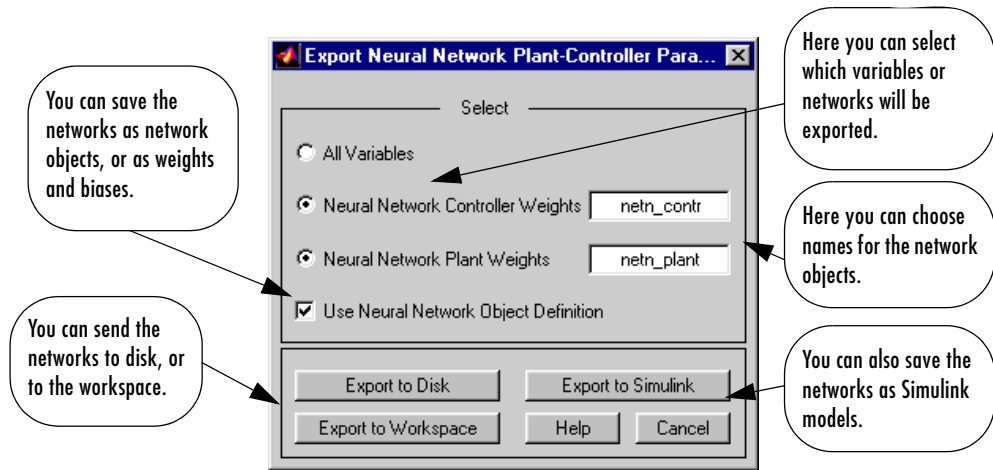 Export Neural Network Plant-Controller Para...
Select
All Variables
Neural Network Controller Weights
netn_contr
Neural Network Plant Weights
netn_plant
Use Neural Network Object Definition
Export to Disk
Export to Simulink
Export to Workspace
Help
Cancel
You can save the
networks as network
objects, or as weights
and biases.
You can send the
networks to disk, or
to the workspace.
Here you can select
which variables or
networks will be
exported.
Here you can choose
names for the network
objects.
You can also save the
networks as Simulink
models.